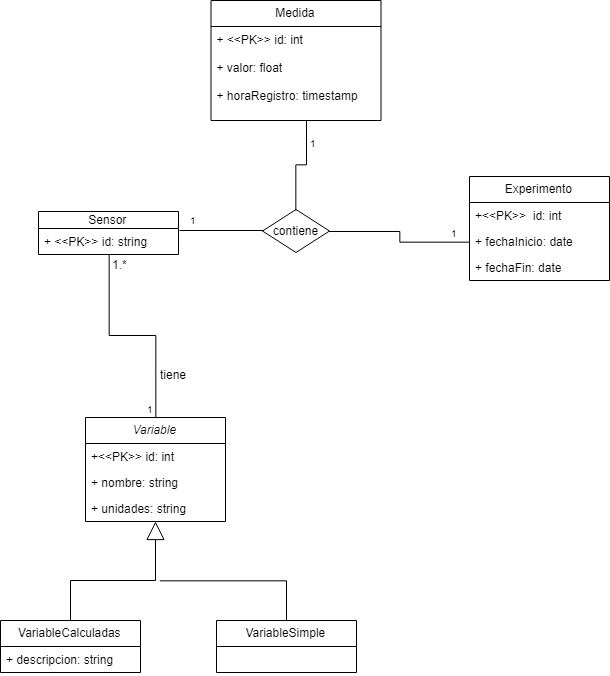 Medida
+ <<PK>> id: int
+ valor: float
+ horaRegistro: timestamp
1
Sensor
+ <<PK>> id: string
1
contiene
1
Experimento
+<<PK>>  id: int
+ fechaInicio: date
+ fechaFin: date
1.*
tiene
1
Variable
+<<PK>> id: int
+ nombre: string
+ unidades: string
VariableCalculadas
+ descripcion: string
VariableSimple